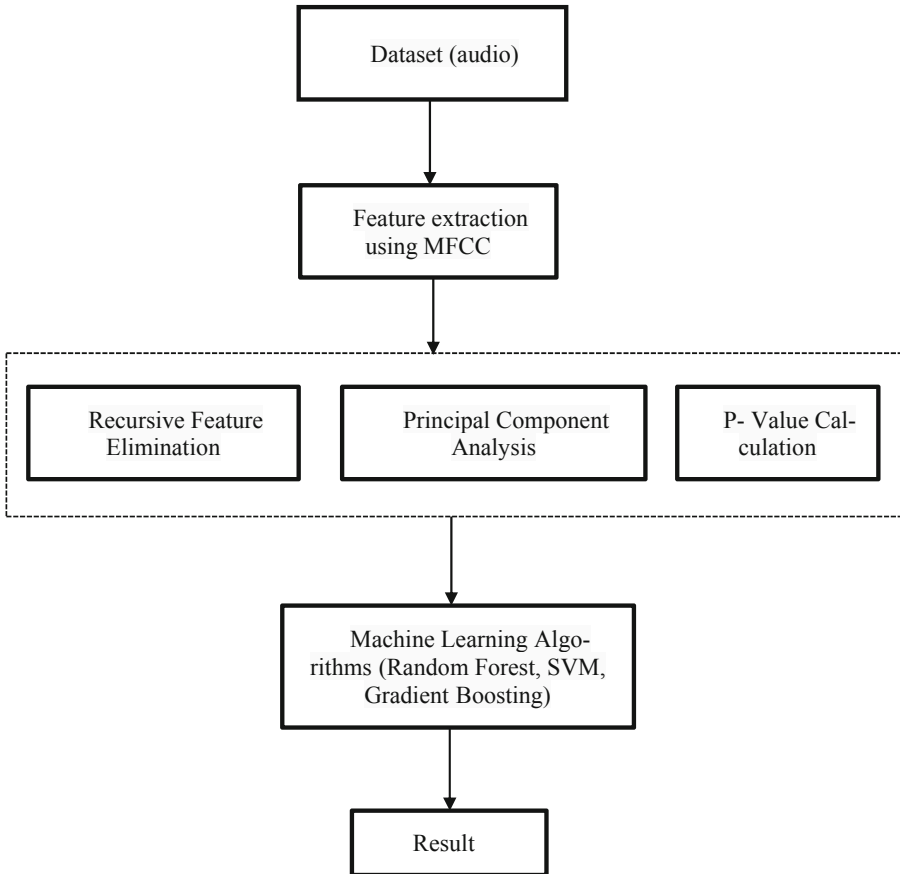 Dataset (audio)
Feature extraction
using MFCC
Recursive Feature
Elimination
Principal Component
Analysis
P- Value Cal-
culation
Machine Learning Algo-
rithms (Random Forest, SVM,
Gradient Boosting)
Result